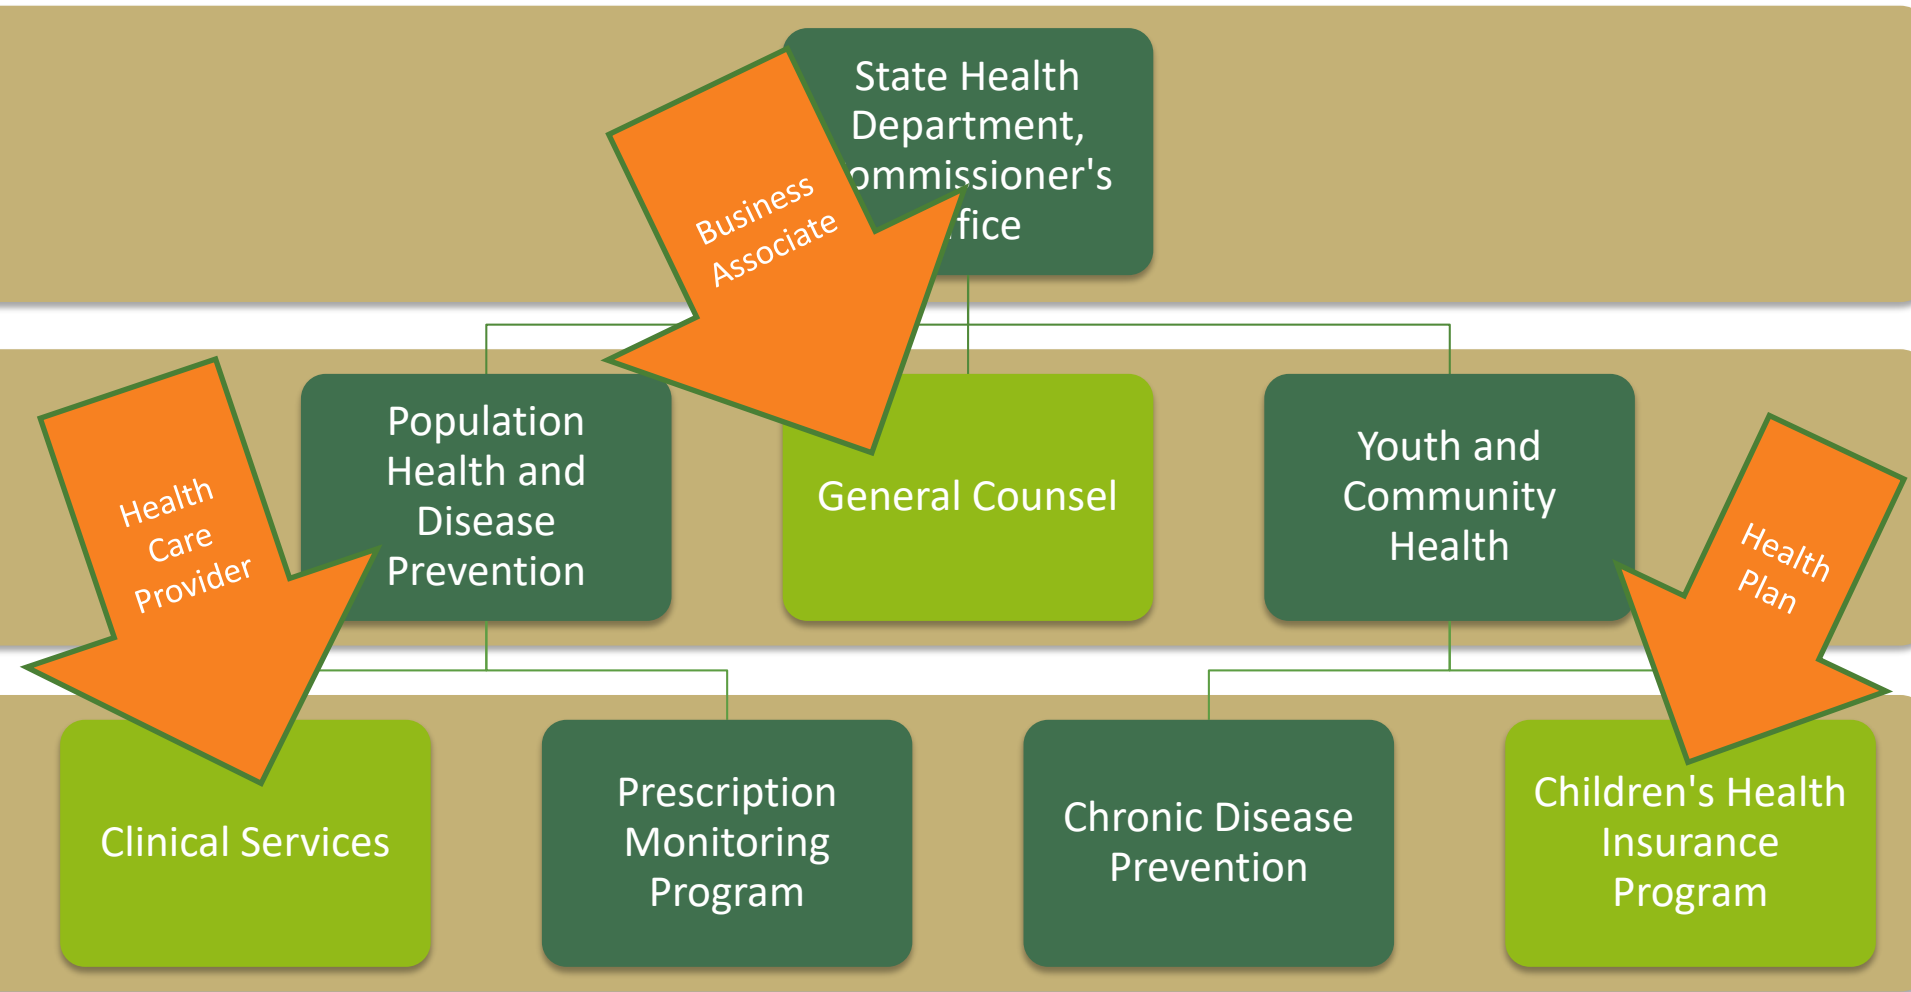 State Health
Department,
ommissioner's
fice
Business
Associate
Population
Health and
Disease
Prevention
General Counsel
Youth and
Community
Health
Health
Care
Provider
Health
Plan
Clinical Services
Prescription
Monitoring
Program
Chronic Disease
Prevention
Children's Health
Insurance
Program